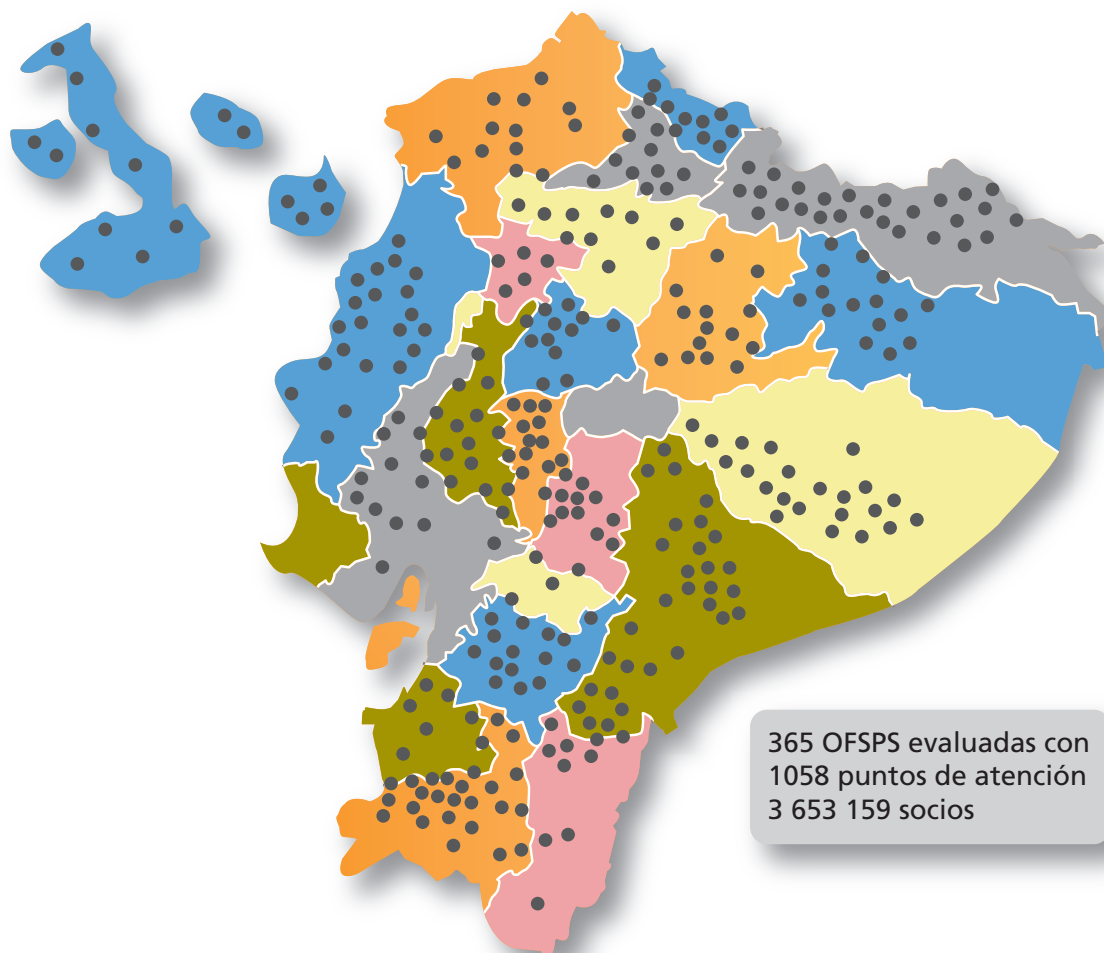 365 OFSPS evaluadas con
1058 puntos de atención
3 653 159 socios